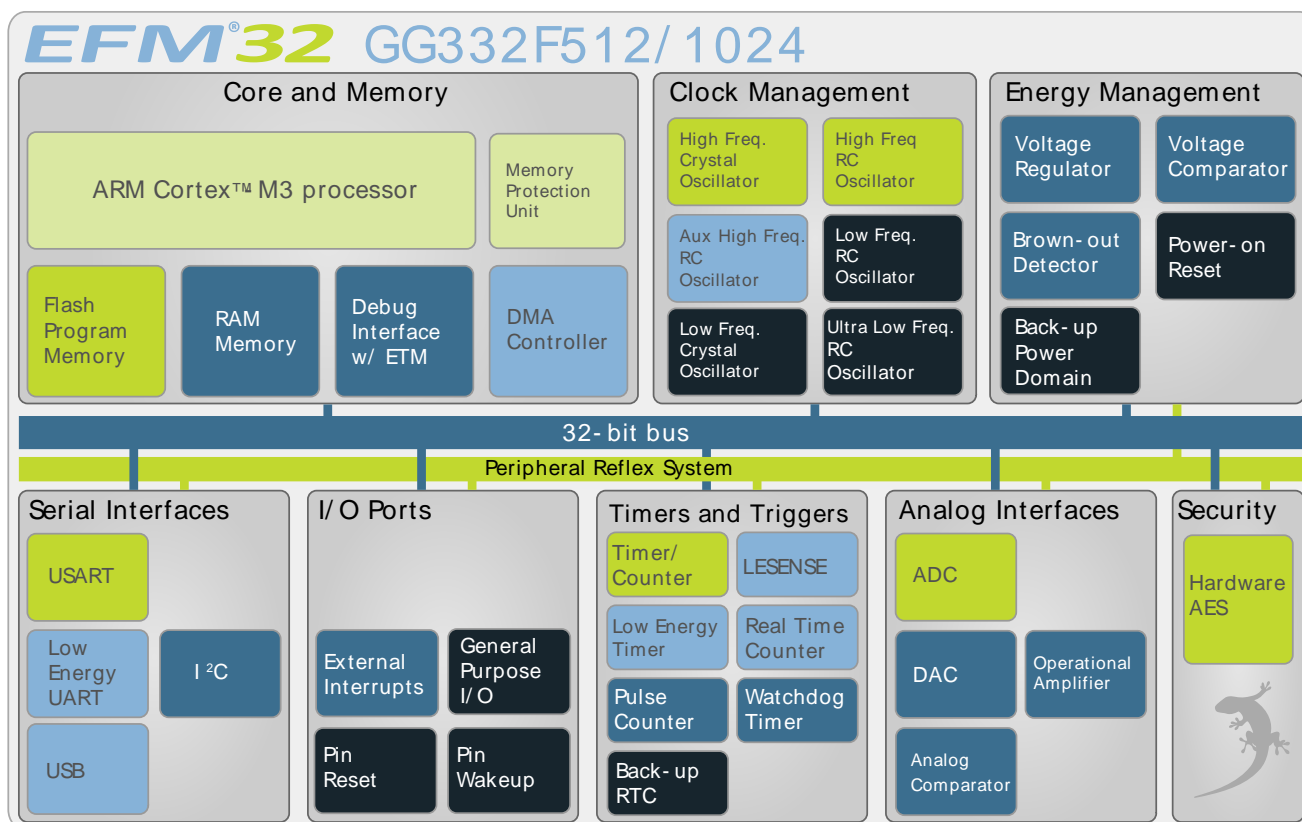 EFM®32 GG332F512/1024
Core and Memory
ARM Cortex™ M3 processor
Memory
Protection
Unit
Flash
Program
Memory
RAM
Memory
Debug
Interface
w/ ETM
DMA
Controller
Clock Management
High Freq.
Crystal
Oscillator
High Freq
RC
Oscillator
Aux High Freq.
RC
Oscillator
Low Freq.
RC
Oscillator
Low Freq.
Crystal
Oscillator
Ultra Low Freq.
RC
Oscillator
Energy Management
Voltage
Regulator
Voltage
Comparator
Brown-out
Detector
Power-on
Reset
Back-up
Power
Domain
32-bit bus
Peripheral Reflex System
Serial Interfaces
USART
Low
Energy
UART
I²C
USB
I/O Ports
External
Interrupts
General
Purpose
I/O
Pin
Reset
Pin
Wakeup
Timers and Triggers
Timer/
Counter
LESENSE
Low Energy
Timer
Real Time
Counter
Pulse
Counter
Watchdog
Timer
Back-up
RTC
Analog Interfaces
ADC
DAC
Operational
Amplifier
Analog
Comparator
Security
Hardware
AES